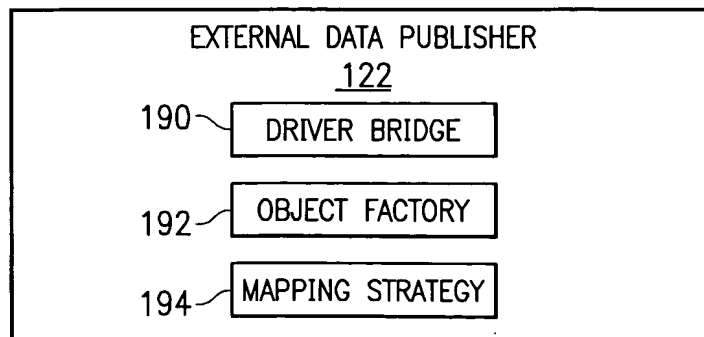 EXTERNAL DATA PUBLISHER
122
190 DRIVER BRIDGE
192 OBJECT FACTORY
194 MAPPING STRATEGY